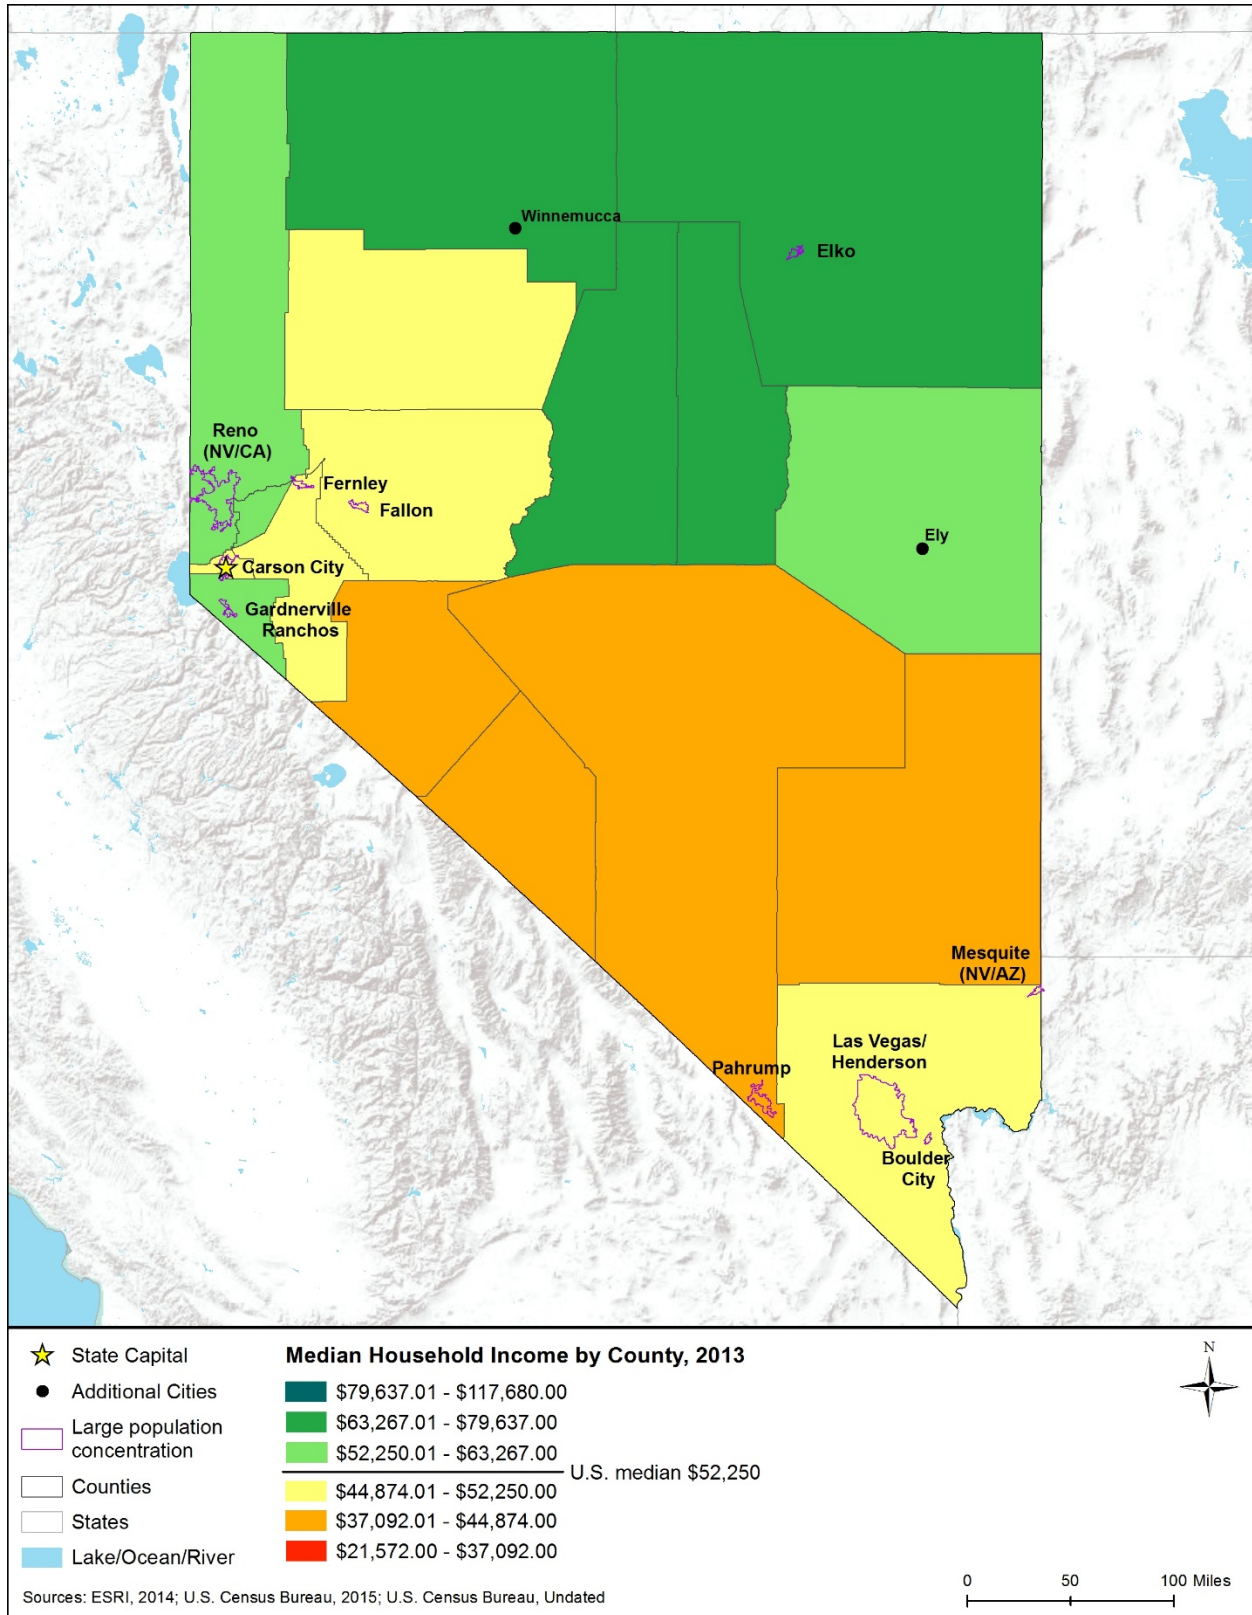 Winnemucca
Elko
Reno
(NV/CA)
Fernley
Fallon
Ely
Carson City
Gardnerville
Ranchos
Mesquite
(NV/AZ)
Las Vegas/
Henderson
Pahrump
Boulder
City
State Capital
Additional Cities
Large population
concentration
Counties
States
Lake/Ocean/River
Median Household Income by County, 2013
$79,637.01 - $117,680.00
$63,267.01 - $79,637.00
$52,250.01 - $63,267.00
U.S. median $52,250
$44,874.01 - $52,250.00
$37,092.01 - $44,874.00
$21,572.00 - $37,092.00
N
0 50 100 Miles
Sources: ESRI, 2014; U.S. Census Bureau, 2015; U.S. Census Bureau, Undated